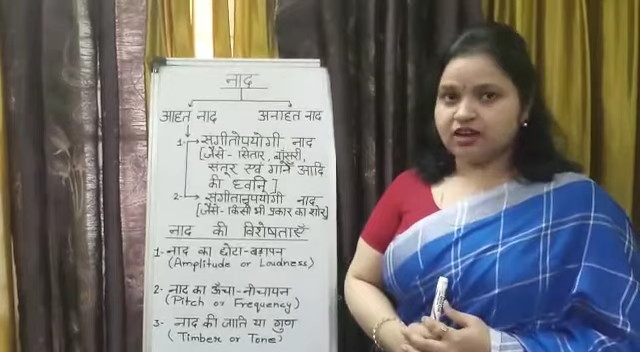 नाद
आहत नाद अनाहत नाद
1- संगीतोपयोगी नाद
[जैसे- सितार, बाँसुरी,
संतूर एवं गाने आदि
की ध्वनि]
2- संगीतानुपयोगी नाद
[जैसे- किसी भी प्रकार का शोर]
नाद की विशेषताएँ
1- नाद का छोटा-बड़ापन
(Amplitude or Loudness)
2- नाद का ऊँचा-नीचापन
(Pitch or Frequency)
3- नाद की जाति या गुण
(Timber or Tone)